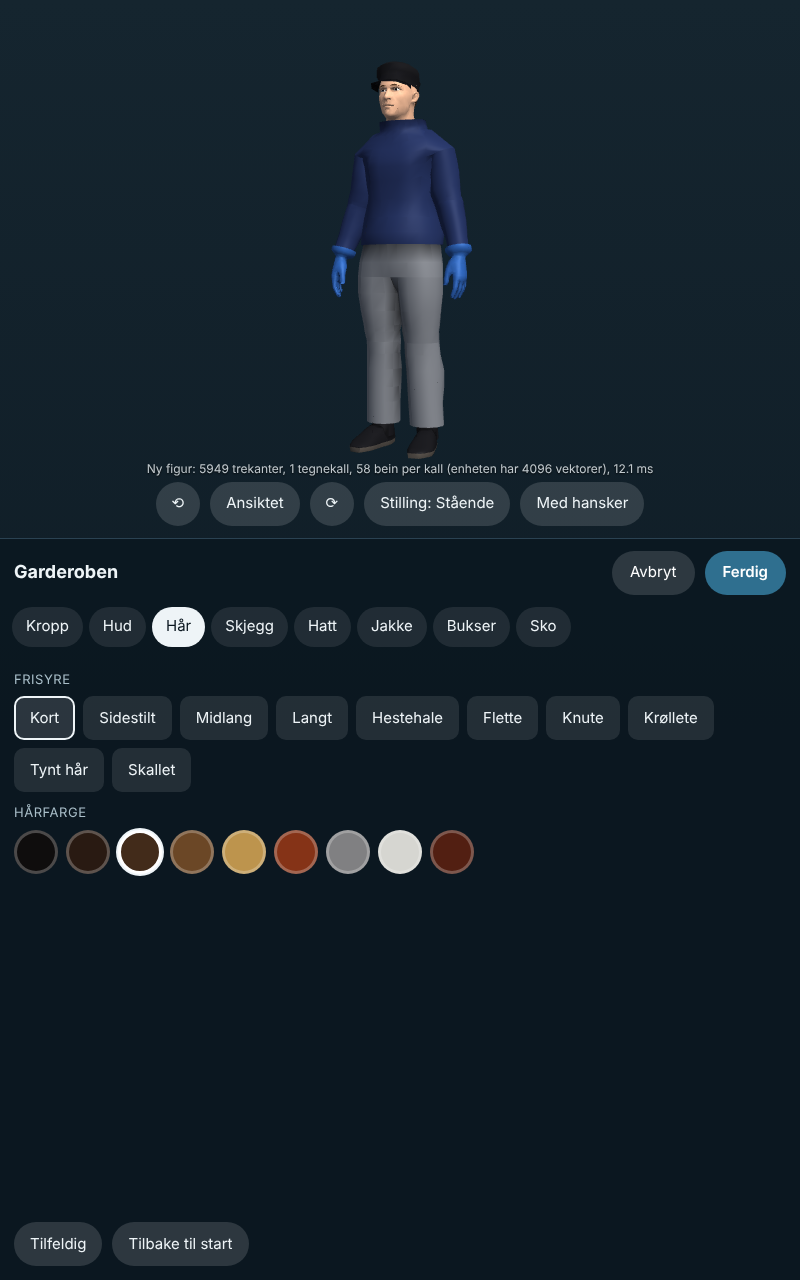 Ny figur: 5949 trekanter, 1 tegnekall, 58 bein per kall (enheten har 4096 vektorer), 12.1 ms
⟲ Ansiktet ⟳ Stilling: Stående Med hansker
Garderoben Avbryt Ferdig
Kropp Hud Hår Skjegg Hatt Jakke Bukser Sko
FRISYRE
Kort Sidestilt Midlang Langt Hestehale Flette Knute Krøllete
Tynt hår Skallet
HÅRFARGE
Tilfeldig Tilbake til start